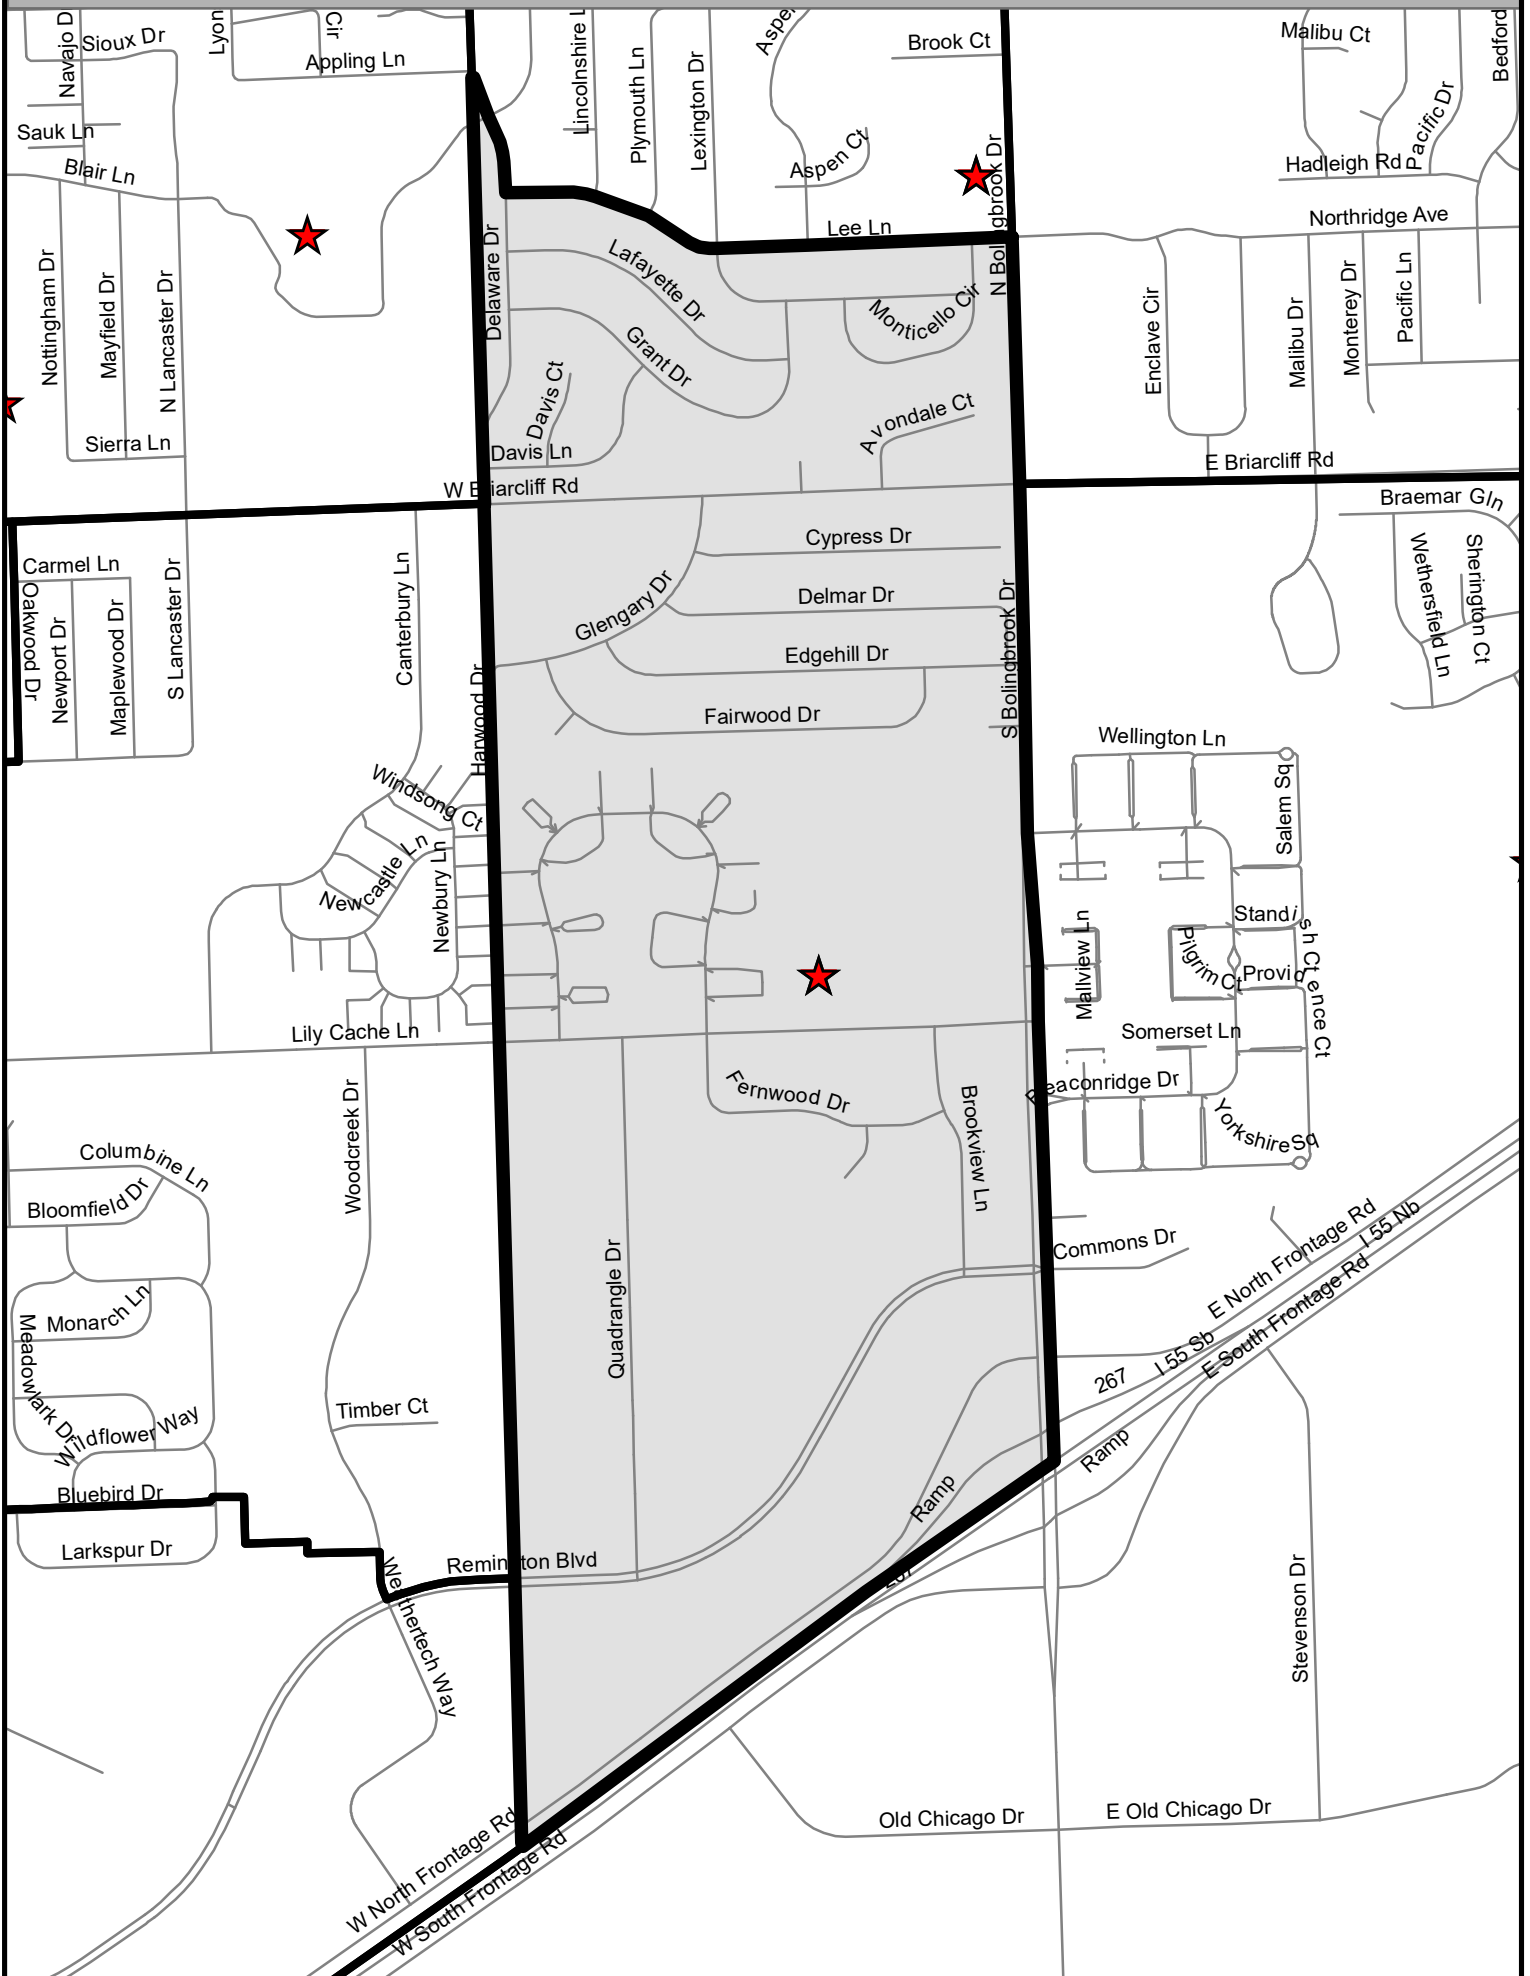 Navajo D
Sioux Dr
Lyon
Cir
Appling Ln
Lincolnshire L
Plymouth Ln
Lexington Dr
Aspen
Brook Ct
Malibu Ct
Bedford
Sauk Ln
Blair Ln
Aspen Ct
N Bolingbrook Dr
Hadleigh Rd
Pacific Dr
Northridge Ave
Lee Ln
Nottingham Dr
Mayfield Dr
N Lancaster Dr
Delaware Dr
Lafayette Dr
Monticello Cir
Grant Dr
Enclave Cir
Malibu Dr
Monterey Dr
Pacific Ln
Davis Ct
Avondale Ct
Sierra Ln
Davis Ln
E Briarcliff Rd
W Briarcliff Rd
Braemar Gln
Carmel Ln
Cypress Dr
Oakwood Dr
Newport Dr
Maplewood Dr
S Lancaster Dr
Canterbury Ln
Glengary Dr
Delmar Dr
S Bolingbrook Dr
Wethersfield Ln
Sherington Ct
Edgehill Dr
Harwood Dr
Fairwood Dr
Wellington Ln
Windsong Ct
Salem Sq
Newcastle Ln
Newbury Ln
Mallview Ln
Standish Ct
Pilgrim Ct
Providence Ct
Lily Cache Ln
Somerset Ln
Beaconridge Dr
Fernwood Dr
Brookview Ln
Yorkshire Sq
Woodcreek Dr
Columbine Ln
Bloomfield Dr
Commons Dr
E North Frontage Rd
I 55 Nb
Quadrangle Dr
Monarch Ln
Meadowlark Dr
E South Frontage Rd
I 55 Sb
267
Timber Ct
Wildflower Way
Ramp
Ramp
Bluebird Dr
Larkspur Dr
Remington Blvd
267
Weathertech Way
Stevenson Dr
Old Chicago Dr
E Old Chicago Dr
W North Frontage Rd
W South Frontage Rd